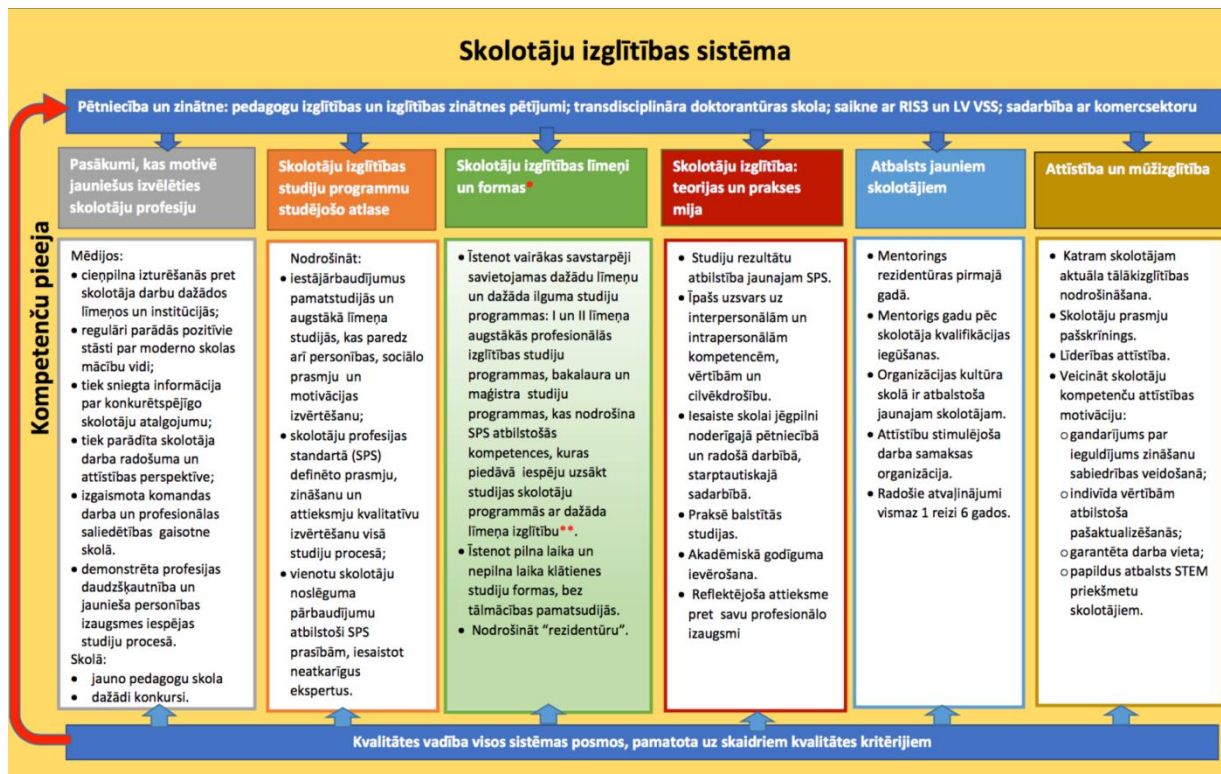 Skolotāju izglītības sistēma
Pētniecība un zinātne: pedagogu izglītības un izglītības zinātnes pētījumi; transdisciplināra doktorantūras skola; saikne ar RIS3 un LV VSS; sadarbība ar komercsektoru
Kompetenču pieeja
Pasākumi, kas motivē
jauniešus izvēlēties
skolotāju profesiju
Mēdijos:
• cieņpilna izturēšanās pret
skolotāja darbu dažādos
līmeņos un institūcijās;
• regulāri parādās pozitīvie
stāsti par moderno skolas
mācību vidi;
• tiek sniegta informācija
par konkurētspējīgo
skolotāju atalgojumu;
• tiek parādīta skolotāja
darba radošuma un
attīstības perspektīve;
• izgaismota komandas
darba un profesionālas
saliedētības gaisotne
skolā.
• demonstrēta profesijas
daudzšķautnība un
jaunieša personības
izaugsmes iespējas
studiju procesā.
Skolā:
• jauno pedagogu skola
• dažādi konkursi.
Skolotāju izglītības
studiju programmu
studējošo atlase
Nodrošināt:
• iestājārbaudījumus
pamatstudijās un
augstākā līmeņa
studijās, kas paredz
arī personības, sociālo
prasmju un
motivācijas
izvērtēšanu;
• skolotāju profesijas
standartā (SPS)
definēto prasmju,
zināšanu un
attieksmju kvalitatīvu
izvērtēšanu visā
studiju procesā;
• vienotu skolotāju
noslēguma
pārbaudījumu
atbilstoši SPS
prasībām, iesaistot
neatkarīgus
ekspertus.
Skolotāju izglītības līmeņi
un formas*
• Īstenot vairākas savstarpēji
savietojamas dažādu līmeņu
un dažāda ilguma studiju
programmas: I un II līmeņa
augstākās profesionālās
izglītības studiju
programmas, bakalaura un
maģistra studiju
programmas, kas nodrošina
SPS atbilstošās
kompetences, kuras
piedāvā iespēju uzsākt
studijas skolotāju
programmās ar dažāda
līmeņa izglītību**.
• Īstenot pilna laika un
nepilna laika klātienes
studiju formas, bez
tālmācības pamatsudijās.
• Nodrošināt “rezidentūru”.
Skolotāju izglītība:
teorijas un prakses
mija
• Studiju rezultātu
atbilstība jaunajam SPS.
• Īpašs uzsvars uz
interpersonālām un
intrapersonālām
kompetencēm,
vērtībām un
cilvēkdrošību.
• Iesaiste skolai jēgpilni
noderīgajā pētniecībā
un radošā darbībā,
starptautiskajā
sadarbībā.
• Praksē balstītās
studijas.
• Akadēmiskā godīguma
ievērošana.
• Reflektējoša attieksme
pret savu profesionālo
izaugsmi
Atbalsts jauniem
skolotājiem
• Mentorings
rezidentūras pirmajā
gadā.
• Mentorigs gadu pēc
skolotāja kvalifikācijas
iegūšanas.
• Organizācijas kultūra
skolā ir atbalstoša
jaunajam skolotājam.
• Attīstību stimulējoša
darba samaksas
organizācija.
• Radošie atvaļinājumi
vismaz 1 reizi 6 gados.
Attīstība un mūžizglītība
• Katram skolotājam
aktuāla tālākizglītības
nodrošināšana.
• Skolotāju prasmju
pašskrīnings.
• Līderības attīstība.
• Veicināt skolotāju
kompetenču attīstības
motivāciju:
o gandarījums par
ieguldījums zināšanu
sabiedrības veidošanā;
o indivīda vērtībām
atbilstoša
pašaktualizēšanās;
o garantēta darba vieta;
o papildus atbalsts STEM
priekšmetu
skolotājiem.
Kvalitātes vadība visos sistēmas posmos, pamatota uz skaidriem kvalitātes kritērijiem